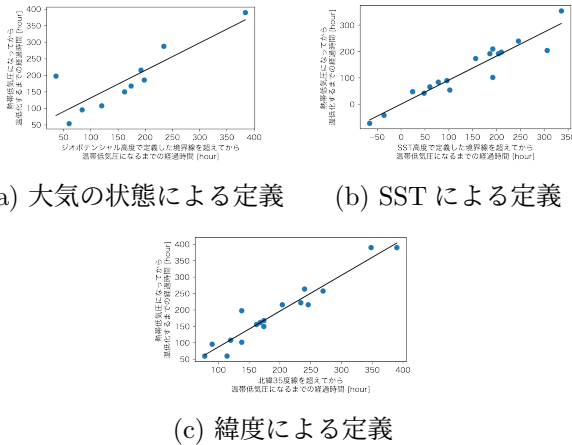 熱帯低気圧になってから
温低化するまでの経過時間 [hour]
400
350
300
250
200
150
100
50
50 100 150 200 250 300 350 400
ジオポテンシャル高度で定義した境界線を超えてから
温帯低気圧になるまでの経過時間 [hour]
熱帯低気圧になってから
温低化するまでの経過時間 [hour]
300
200
100
0
−50 0 50 100 150 200 250 300 350
SST高度で定義した境界線を超えてから
温帯低気圧になるまでの経過時間 [hour]
a) 大気の状態による定義
(b) SST による定義
熱帯低気圧になってから
温低化するまでの経過時間 [hour]
400
350
300
250
200
150
100
50
100 150 200 250 300 350 400
北緯35度線を超えてから
温帯低気圧になるまでの経過時間 [hour]
(c) 緯度による定義